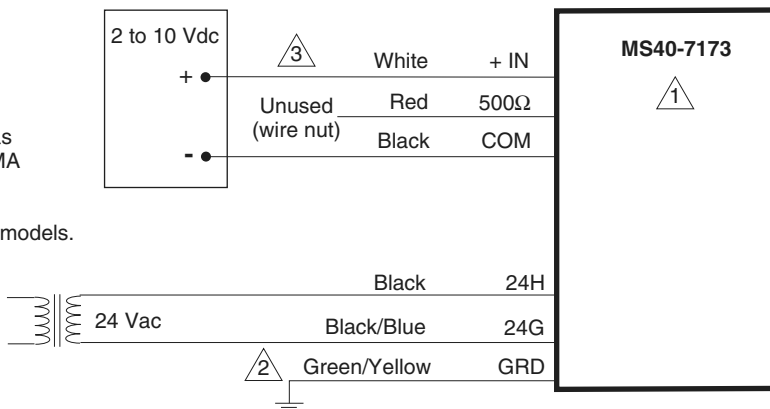 2 to 10 Vdc
+
-
3
White
+ IN
Unused
(wire nut)
Red
500Ω
Black
COM
MS40-7173
1
MA
models.
24 Vac
Black
24H
Black/Blue
24G
2
Green/Yellow
GRD